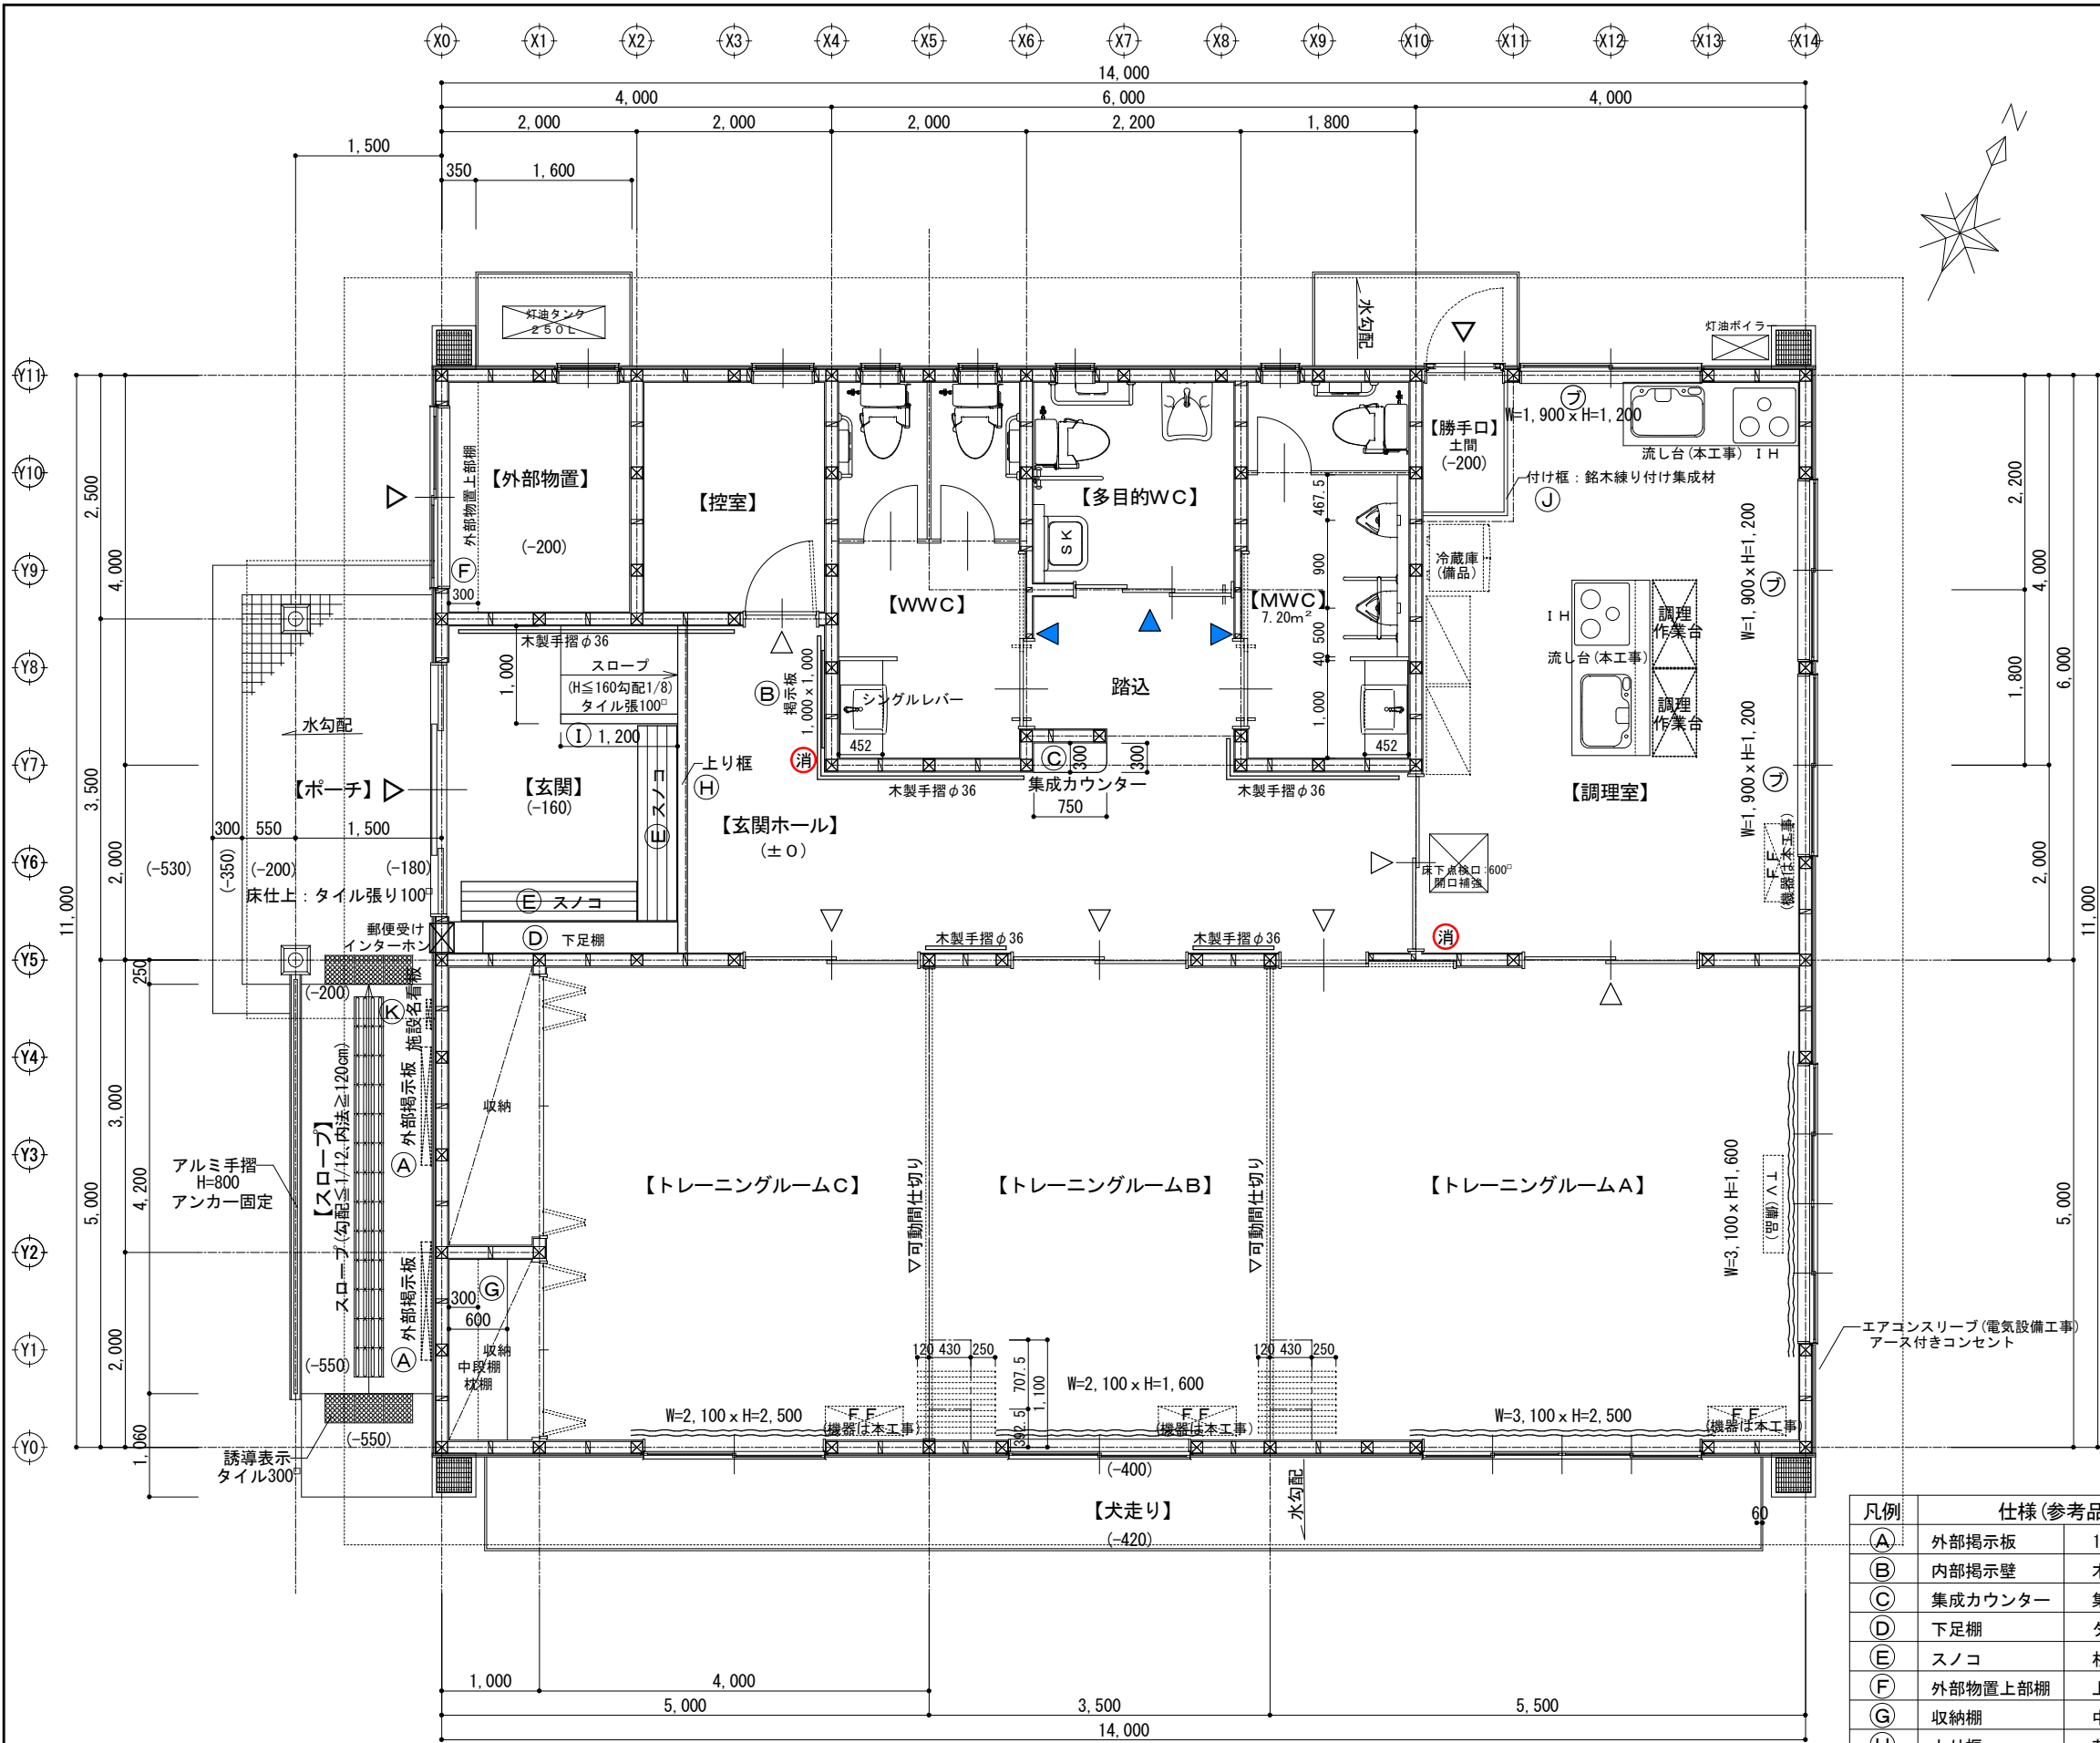 X0 X1 X2 X3 X4 X5 X6 X7 X8 X9 X10 X11 X12 X13 X14
14,000
4,000 6,000 4,000
2,000 2,000 2,000 2,200 1,800
1,500
350 1,600
N
灯油タンク
250L
水勾配
灯油ボイラー
Y11
Y10
Y9
Y8
Y7
Y6
Y5
Y4
Y3
Y2
Y1
Y0
11,000
2,500
4,000
3,500
2,000
5,000
3,000
2,000
250
4,200
1,060
【外部物置】
(-200)
外部物置上部棚
F
300
【控室】
【WWC】
シングルレバー
452
【多目的WC】
SK
【MWC】
7.20m²
467.5
900
500
40
1,000
452
【勝手口】
土間
(-200)
ブ
W=1,900xH=1,200
流し台(本工事) IH
付け框：銘木練り付け集成材
J
冷蔵庫
(備品)
IH
調理
作業台
流し台(本工事)
調理
作業台
W=1,900xH=1,200
ブ
W=1,900xH=1,200
ブ
【調理室】
FF
(機器は本工事)
床下点検口:600□
開口補強
2,200
1,800
2,000
4,000
6,000
5,000
11,000
木製手摺φ36
1,000
スロープ
(H≦160勾配1/8)
タイル張100□
I 1,200
B
掲示板
1,000x1,000
消
踏込
C
300
300
集成カウンター
750
木製手摺φ36
木製手摺φ36
水勾配
【ポーチ】
【玄関】
(-160)
E スノコ
上り框
H
【玄関ホール】
(±0)
300 550 1,500
(-530)
(-350)
(-200)
(-180)
床仕上：タイル張り100□
E スノコ
D 下足棚
郵便受け
インターホン
木製手摺φ36
木製手摺φ36
消
(-200)
K
施設名看板
外部掲示板
A
外部掲示板
A
【スロープ】
スロープ(勾配≦1/12,内法≧120cm)
アルミ手摺
H=800
アンカー固定
収納
【トレーニングルームC】
▽可動間仕切り
【トレーニングルームB】
▽可動間仕切り
【トレーニングルームA】
W=3,100xH=1,600
TV(備品)
G
300
600
収納
中段棚
枕棚
(-550)
(-550)
誘導表示
タイル300□
W=2,100xH=2,500
FF
(機器は本工事)
120 430 250
707.5
392.5
1,100
W=2,100xH=1,600
FF
(機器は本工事)
120 430 250
W=3,100xH=2,500
FF
(機器は本工事)
エアコンスリーブ(電気設備工事)
アース付きコンセント
(-400)
【犬走り】
(-420)
水勾配
60
1,000 4,000
5,000 3,500 5,500
14,000
凡例 仕様(参考品
A 外部掲示板
B 内部掲示壁
C 集成カウンター
D 下足棚
E スノコ
F 外部物置上部棚
G 収納棚